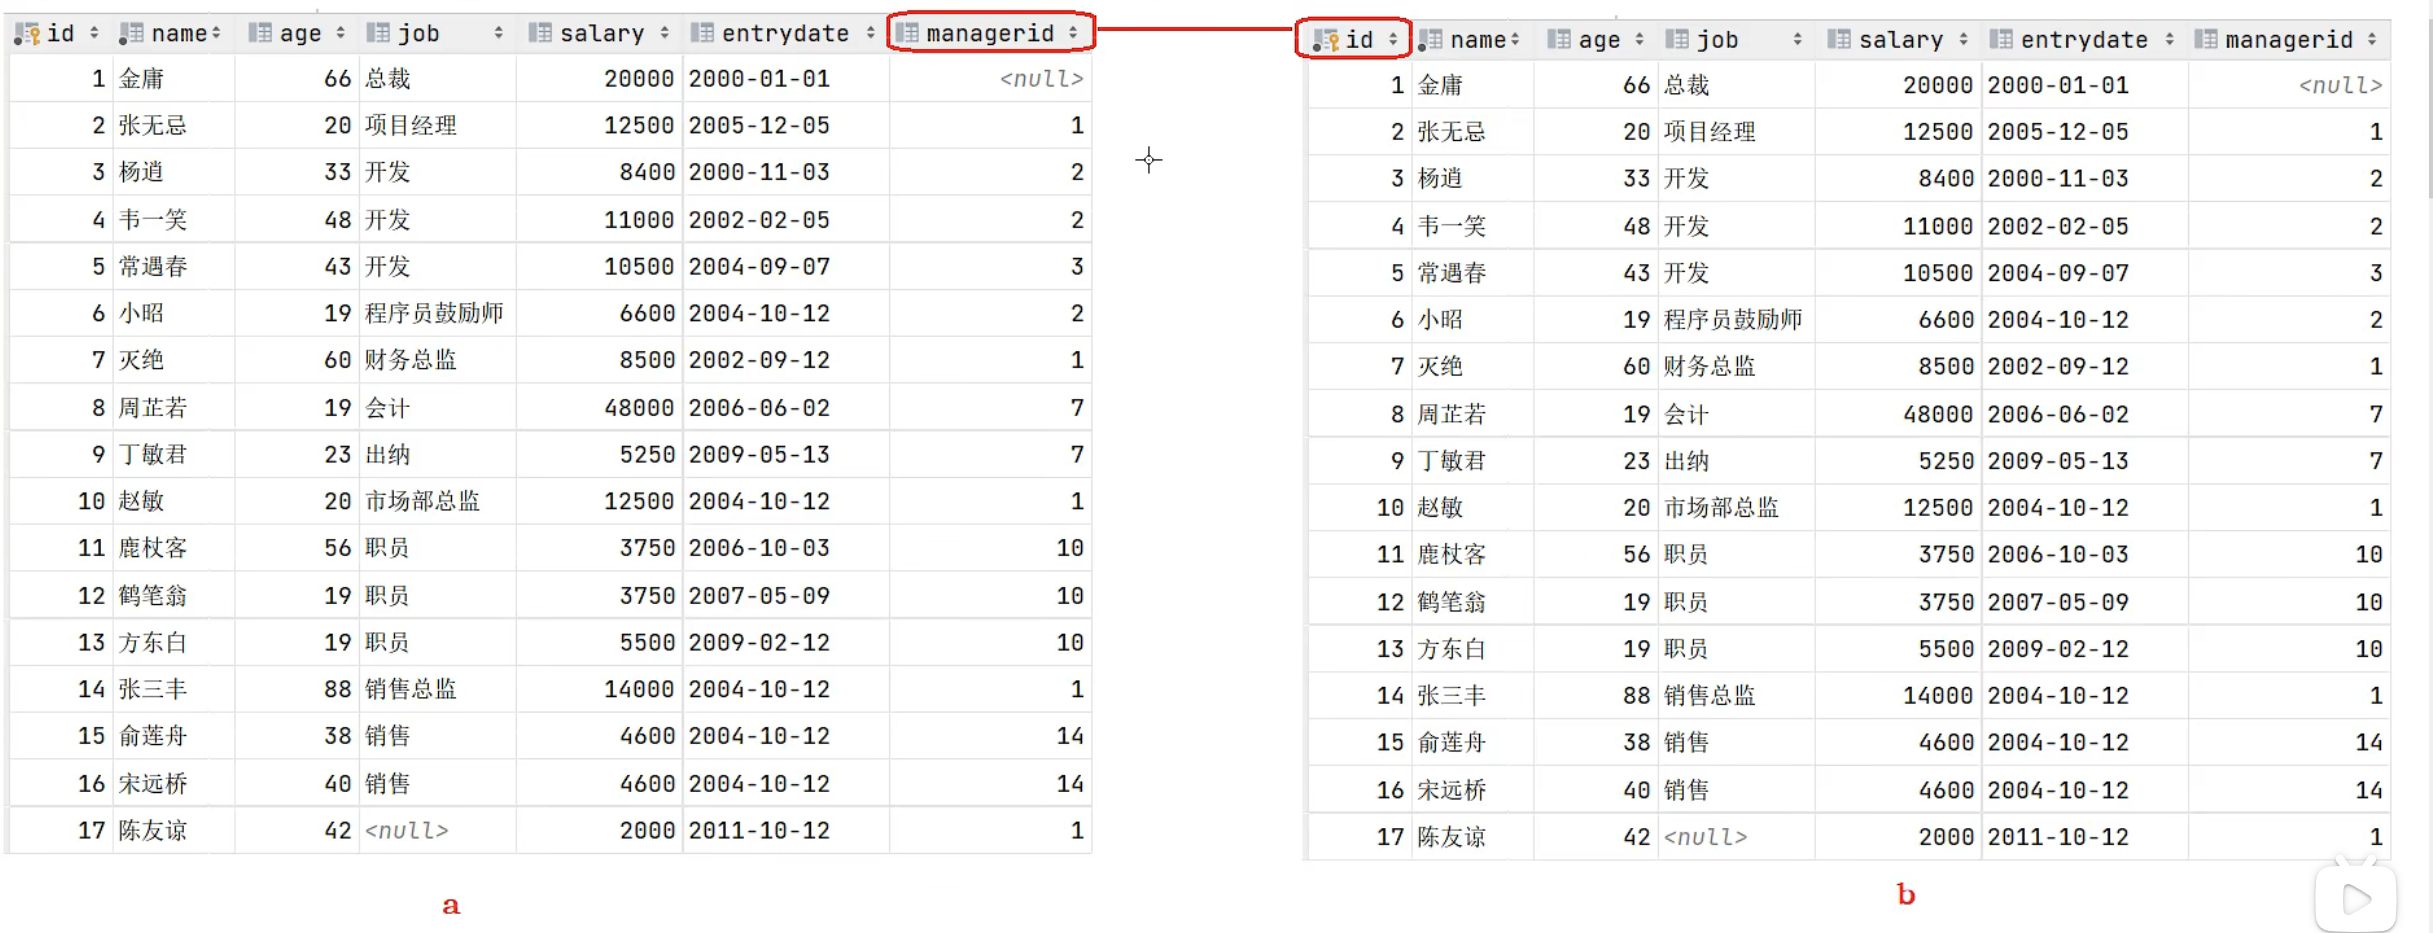 id name age job salary entrydate managerid
1 金庸 66 总裁 20000 2000-01-01 <null>
2 张无忌 20 项目经理 12500 2005-12-05 1
3 杨逍 33 开发 8400 2000-11-03 2
4 韦一笑 48 开发 11000 2002-02-05 2
5 常遇春 43 开发 10500 2004-09-07 3
6 小昭 19 程序员鼓励师 6600 2004-10-12 2
7 灭绝 60 财务总监 8500 2002-09-12 1
8 周芷若 19 会计 48000 2006-06-02 7
9 丁敏君 23 出纳 5250 2009-05-13 7
10 赵敏 20 市场部总监 12500 2004-10-12 1
11 鹿杖客 56 职员 3750 2006-10-03 10
12 鹤笔翁 19 职员 3750 2007-05-09 10
13 方东白 19 职员 5500 2009-02-12 10
14 张三丰 88 销售总监 14000 2004-10-12 1
15 俞莲舟 38 销售 4600 2004-10-12 14
16 宋远桥 40 销售 4600 2004-10-12 14
17 陈友谅 42 <null> 2000 2011-10-12 1
a
id name age job salary entrydate managerid
1 金庸 66 总裁 20000 2000-01-01 <null>
2 张无忌 20 项目经理 12500 2005-12-05 1
3 杨逍 33 开发 8400 2000-11-03 2
4 韦一笑 48 开发 11000 2002-02-05 2
5 常遇春 43 开发 10500 2004-09-07 3
6 小昭 19 程序员鼓励师 6600 2004-10-12 2
7 灭绝 60 财务总监 8500 2002-09-12 1
8 周芷若 19 会计 48000 2006-06-02 7
9 丁敏君 23 出纳 5250 2009-05-13 7
10 赵敏 20 市场部总监 12500 2004-10-12 1
11 鹿杖客 56 职员 3750 2006-10-03 10
12 鹤笔翁 19 职员 3750 2007-05-09 10
13 方东白 19 职员 5500 2009-02-12 10
14 张三丰 88 销售总监 14000 2004-10-12 1
15 俞莲舟 38 销售 4600 2004-10-12 14
16 宋远桥 40 销售 4600 2004-10-12 14
17 陈友谅 42 <null> 2000 2011-10-12 1
b